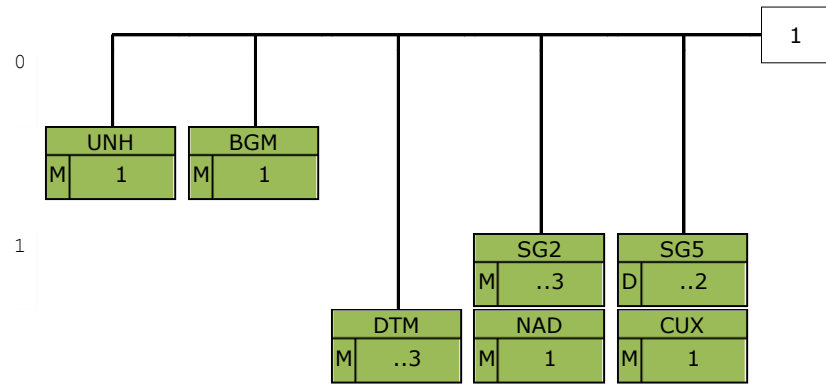 1
0
UNH
M 1
BGM
M 1
1
SG2
M ..3
SG5
D ..2
DTM
M ..3
NAD
M 1
CUX
M 1